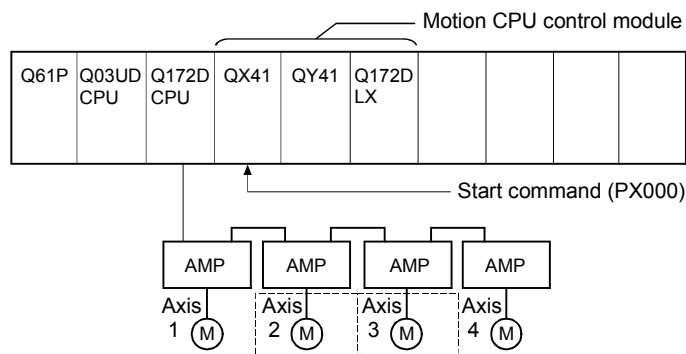 Motion CPU control module
Q61P Q03UD CPU Q172D CPU QX41 QY41 Q172D LX
Start command (PX000)
AMP AMP AMP AMP
Axis 1 M Axis 2 M Axis 3 M Axis 4 M